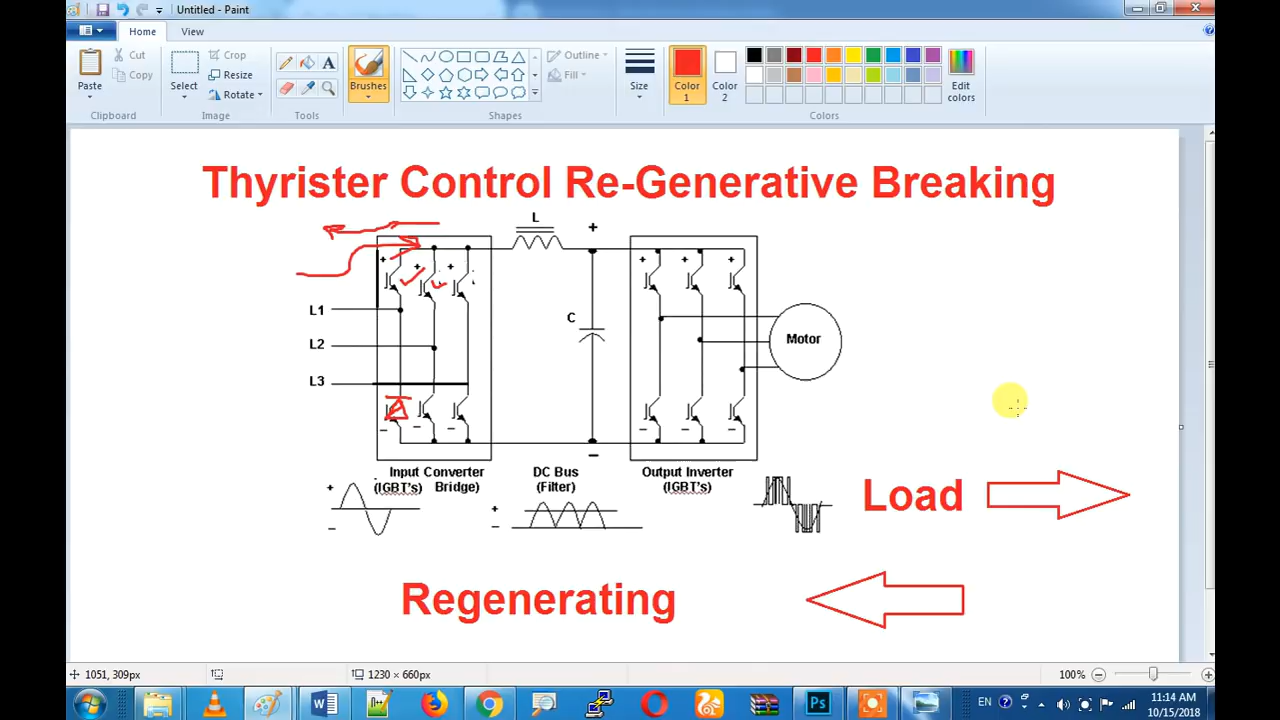 Untitled - Paint
Home View
Cut
Copy
Paste
Clipboard
Select
Crop
Resize
Rotate
Image
Tools
Brushes
Shapes
Outline
Fill
Size
Color 1
Color 2
Edit colors
Colors
Thyrister Control Re-Generative Breaking
L
+
+ + +
+ + +
L1
L2
L3
C
Motor
- - -
- - -
-
Input Converter
(IGBT's) Bridge)
DC Bus
(Filter)
Output Inverter
(IGBT's)
+
-
+
-
Load
Regenerating
1051, 309px
1230 × 660px
100%
EN
11:14 AM
10/15/2018